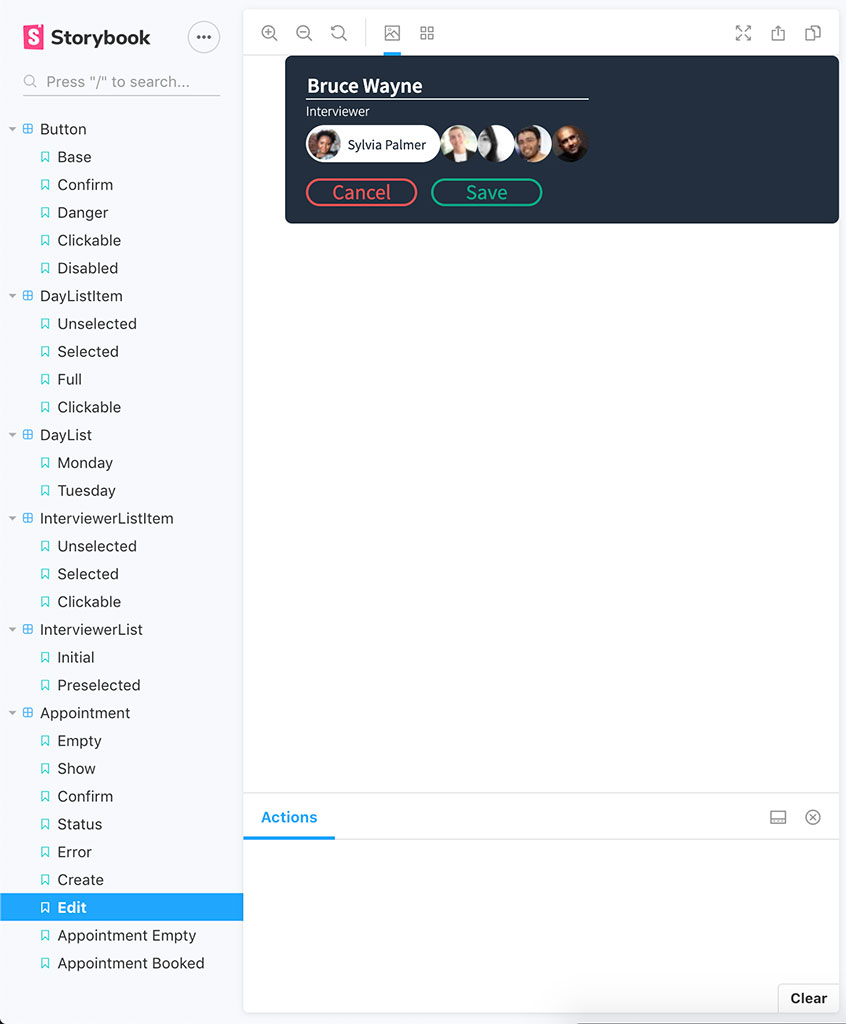 Storybook
Press "/" to search...
Button
Base
Confirm
Danger
Clickable
Disabled
DayListItem
Unselected
Selected
Full
Clickable
DayList
Monday
Tuesday
InterviewerListItem
Unselected
Selected
Clickable
InterviewerList
Initial
Preselected
Appointment
Empty
Show
Confirm
Status
Error
Create
Edit
Appointment Empty
Appointment Booked
Bruce Wayne
Interviewer
Sylvia Palmer
Cancel Save
Actions
Clear